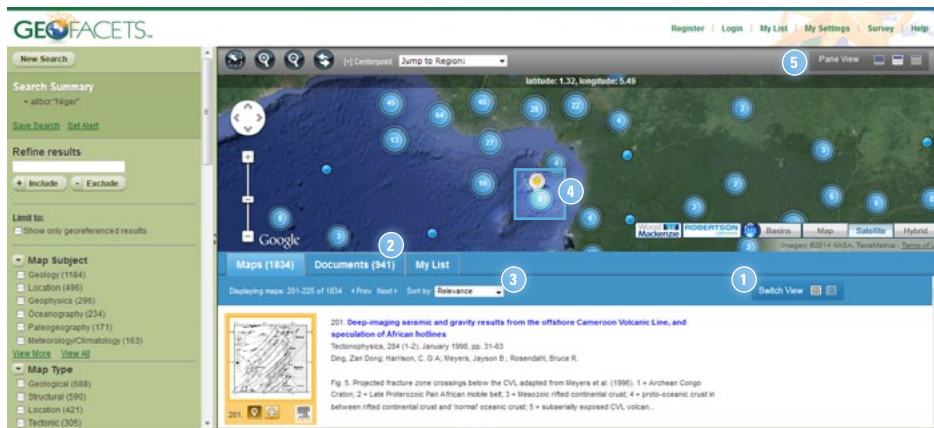 GEOFACETS
Register | Login | My List | My Settings | Survey | Help
New Search
Search Summary
allbcr:"Niger"
Save Search Set Alert
Refine results
+ Include - Exclude
Limit to:
Show only georeferenced results
Map Subject
Geology (1184)
Location (496)
Geophysics (296)
Oceanography (234)
Paleogeography (171)
Meteorology/Climatology (163)
View More View All
Map Type
Geological (688)
Structural (590)
Location (421)
Tectonic (305)
[+] Centerpoint Jump to Region:
5 Pane View
latitude: 1.32, longitude: 5.49
4
Google
Wood Mackenzie ROBERTSON Basins Map Satellite Hybrid
Imagery ©2014 NASA, TerraMetrics - Terms of U
2
Maps (1834) Documents (941) My List
Displaying maps: 201-225 of 1834 Prev Next Sort by: Relevance
3
1
Switch View
201. Deep-imaging seismic and gravity results from the offshore Cameroon Volcanic Line, and
speculation of African hotlines
Tectonophysics, 284 (1-2), January 1998, pp. 31-63
Ding, Zan Dong; Harrison, C. G A; Meyers, Jayson B.; Rosendahl, Bruce R.
Fig. 5. Projected fracture zone crossings below the CVL adapted from Meyers et al. (1996). 1 = Archean Congo
Craton; 2 = Late Proterozoic Pan African mobile belt; 3 = Mesozoic rifted continental crust; 4 = proto-oceanic crust in
between rifted continental crust and 'normal' oceanic crust; 5 = subaerially exposed CVL volcan...
201.